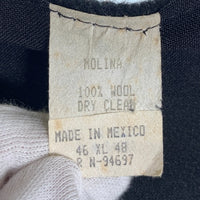 MOLINA
100% WOOL
DRY CLEAN
MADE IN MEXICO
46 XL 48
R N-94697